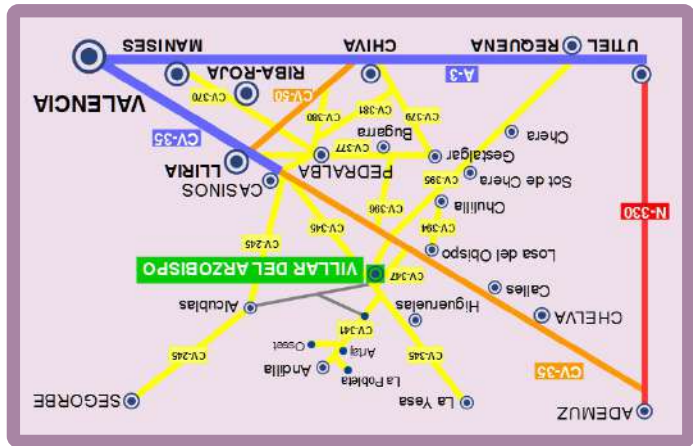 ADEMUZ
La Yesa
SEGORBE
La Pobleta
Andilla
CV-35
CV-345
Artaj
Osset
CV-245
CHELVA
Higueruelas
CV-341
Alcublas
Calles
CV-347
VILLAR DEL ARZOBISPO
Losa del Obispo
CV-394
CV-345
CV-245
N-330
Chulilla
CV-396
Sot de Chera
CV-395
CASINOS
PEDRALBA
LLIRIA
Gestalgar
CV-377
Chera
Bugarra
CV-35
CV-379
CV-381
CV-380
VALENCIA
CV-50
CV-370
RIBA-ROJA
A-3
UTIEL
REQUENA
CHIVA
MANISES